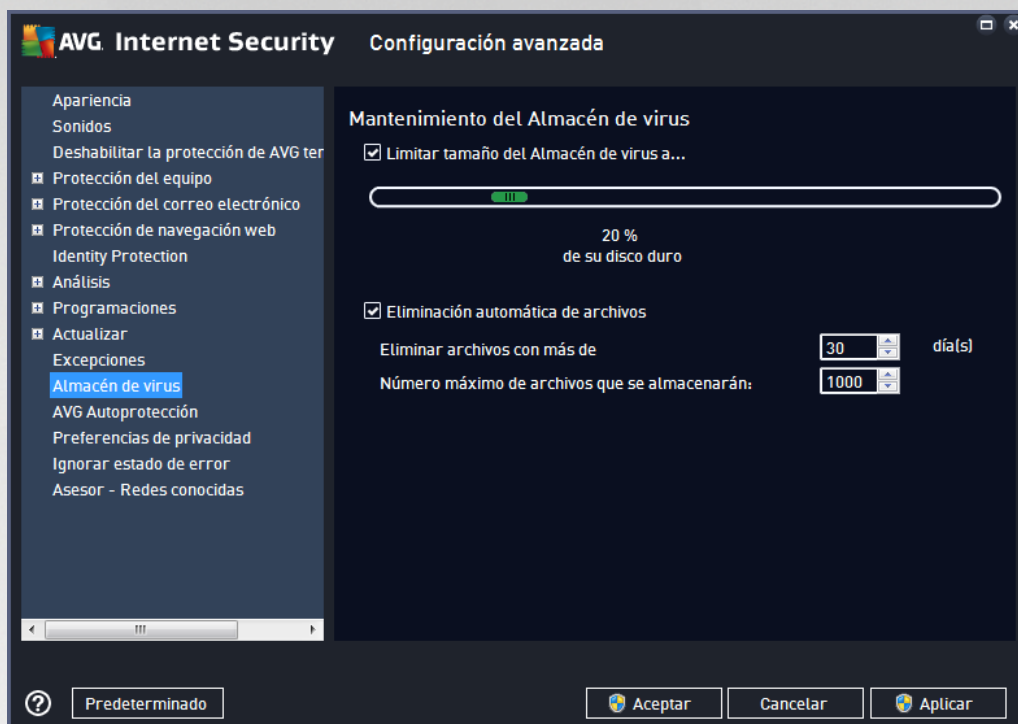 AVG. Internet Security
Configuración avanzada
Apariencia
Sonidos
Deshabilitar la protección de AVG ter
Protección del equipo
Protección del correo electrónico
Protección de navegación web
Identity Protection
Análisis
Programaciones
Actualizar
Excepciones
Almacén de virus
AVG Autoprotección
Preferencias de privacidad
Ignorar estado de error
Asesor - Redes conocidas
Mantenimiento del Almacén de virus
Limitar tamaño del Almacén de virus a...
20 %
de su disco duro
Eliminación automática de archivos
Eliminar archivos con más de 30 día(s)
Número máximo de archivos que se almacenarán: 1000
Predeterminado
Aceptar
Cancelar
Aplicar